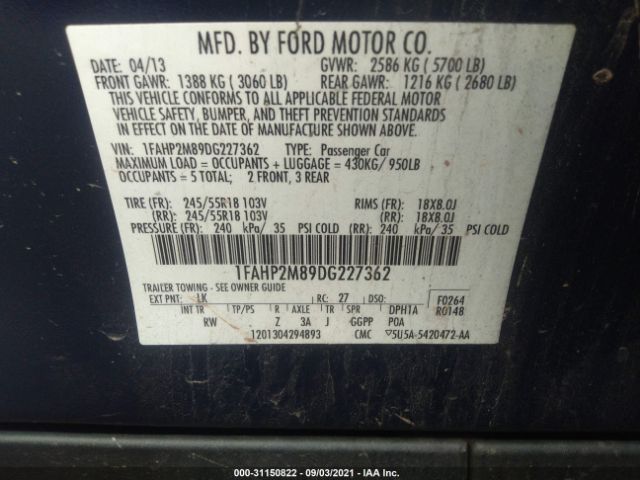 MFD. BY FORD MOTOR CO.
DATE: 04/13 GVWR: 2586 KG ( 5700 LB)
FRONT GAWR: 1388 KG ( 3060 LB) REAR GAWR: 1216 KG ( 2680 LB)
THIS VEHICLE CONFORMS TO ALL APPLICABLE FEDERAL MOTOR
VEHICLE SAFETY, BUMPER, AND THEFT PREVENTION STANDARDS
IN EFFECT ON THE DATE OF MANUFACTURE SHOWN ABOVE.
VIN: 1FAHP2M89DG227362 TYPE: Passenger Car
MAXIMUM LOAD = OCCUPANTS + LUGGAGE = 430KG/ 950LB
OCCUPANTS = 5 TOTAL; 2 FRONT, 3 REAR
TIRE (FR): 245/55R18 103V RIMS (FR): 18X8.0J
(RR): 245/55R18 103V (RR): 18X8.0J
PRESSURE (FR): 240 kPa/ 35 PSI COLD (RR): 240 kPa/ 35 PSI COLD
1FAHP2M89DG227362
TRAILER TOWING - SEE OWNER GUIDE
EXT PNT: LK RC: 27 DSO: F0264
INT TR TP/PS R AXLE TR SPR DPH1A R0148
RW Z 3A J GGPP POA
1201304294893 CMC 5U5A-5420472-AA
000-31150822 - 09/03/2021 - IAA Inc.